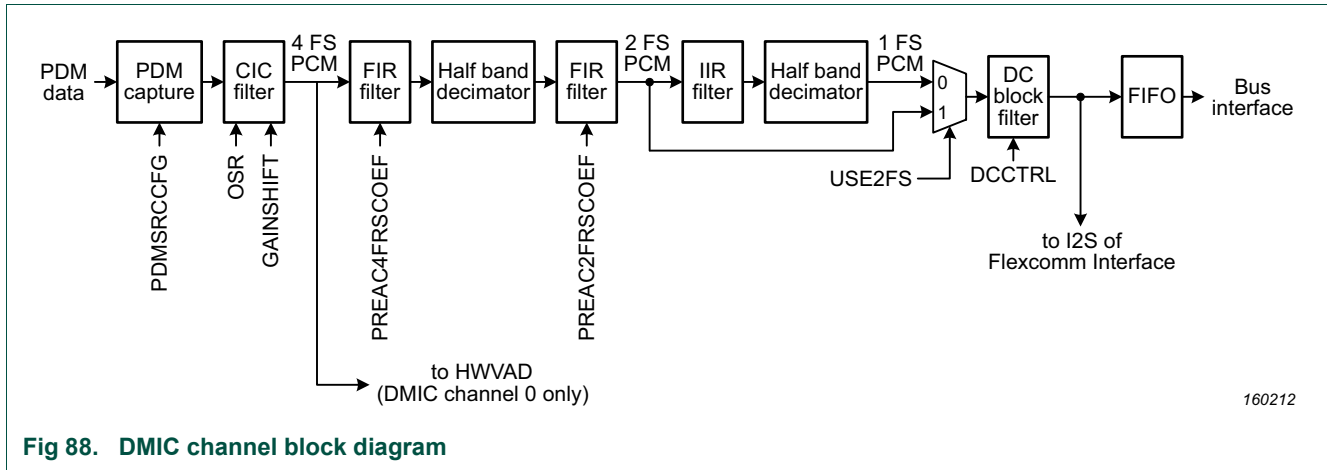 PDM
data
PDM
capture
CIC
filter
4 FS
PCM
FIR
filter
Half band
decimator
FIR
filter
2 FS
PCM
IIR
filter
Half band
decimator
1 FS
PCM
0
1
DC
block
filter
FIFO
Bus
interface
PDMSRCCFG
OSR
GAINSHIFT
PREAC4FRSCOEF
PREAC2FRSCOEF
USE2FS
DCCTRL
to I2S of
Flexcomm Interface
to HWVAD
(DMIC channel 0 only)
160212
Fig 88. DMIC channel block diagram